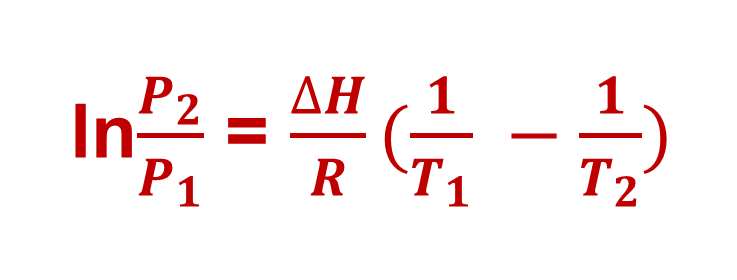 ln P₂/P₁ = ΔH/R (1/T₁ − 1/T₂)